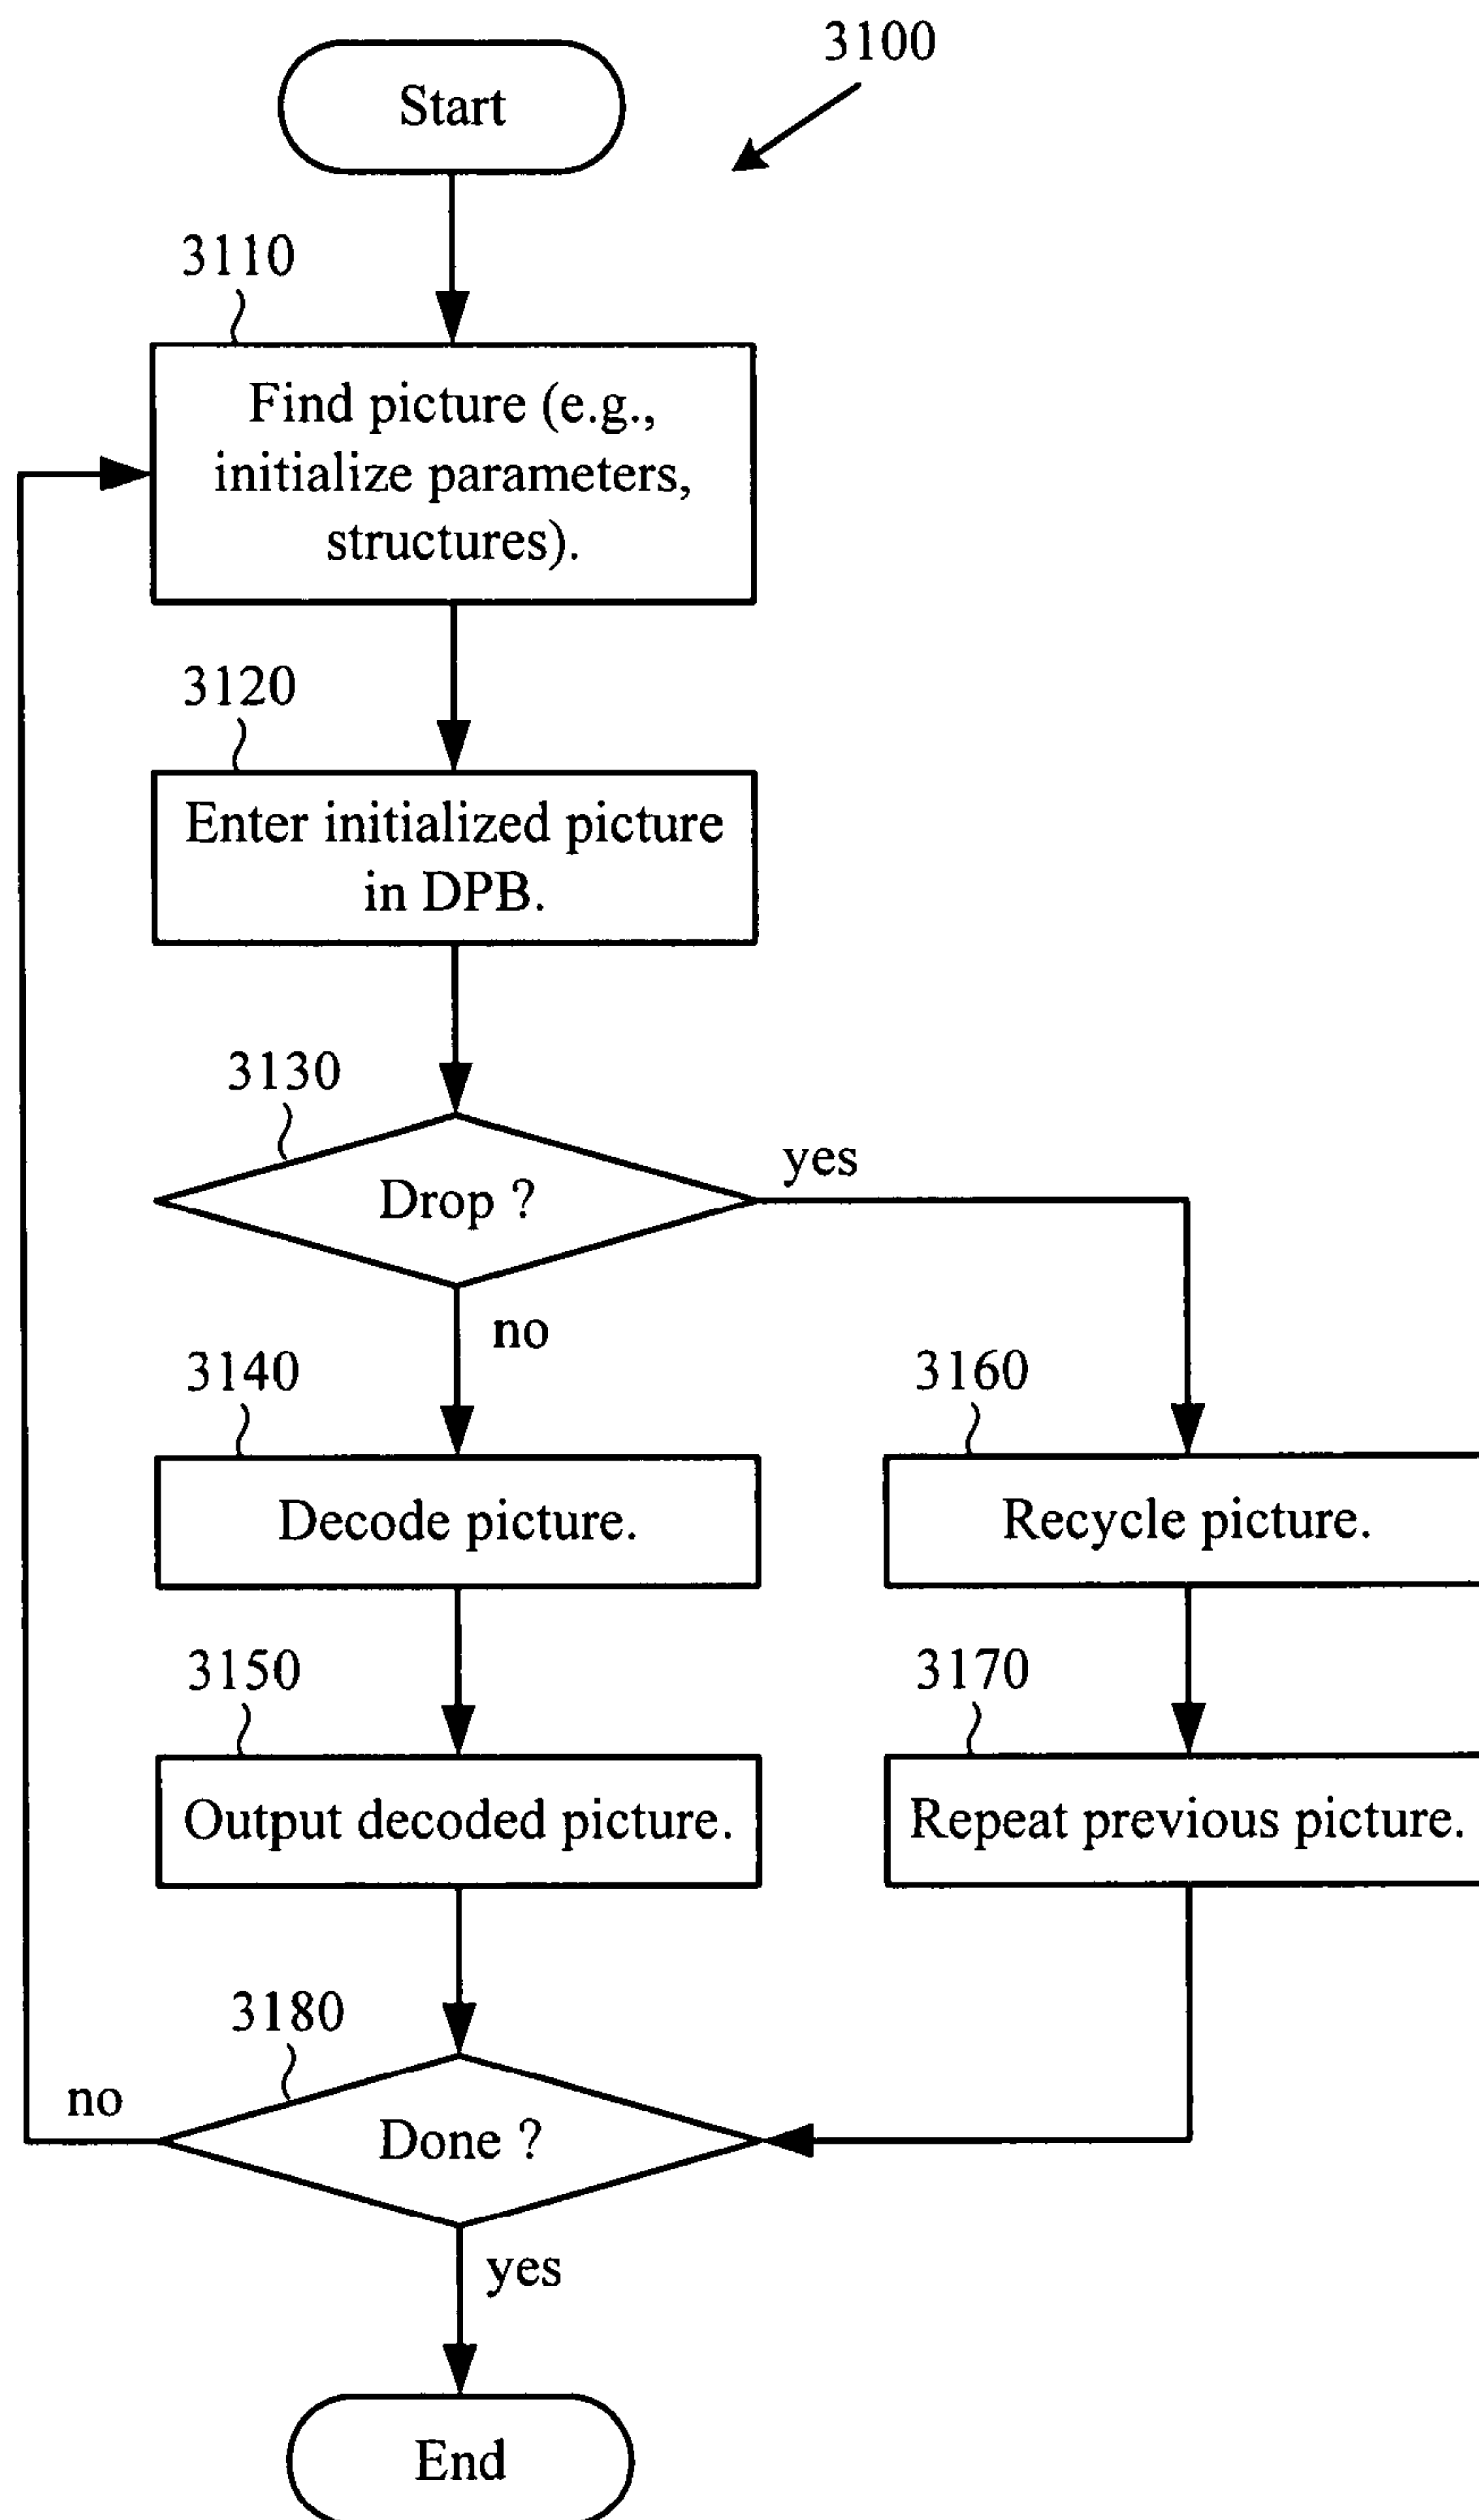 3100
Start
3110
Find picture (e.g.,
initialize parameters,
structures).
3120
Enter initialized picture
in DPB.
3130
Drop ?
yes
no
3140
Decode picture.
3160
Recycle picture.
3150
Output decoded picture.
3170
Repeat previous picture.
3180
Done ?
no
yes
End